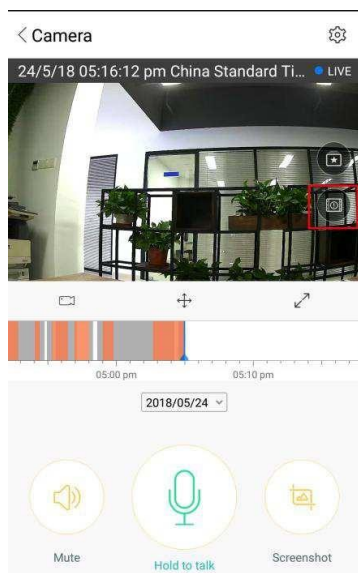 Camera
24/5/18 05:16:12 pm China Standard Ti... LIVE
05:00 pm 05:10 pm
2018/05/24
Mute Hold to talk Screenshot